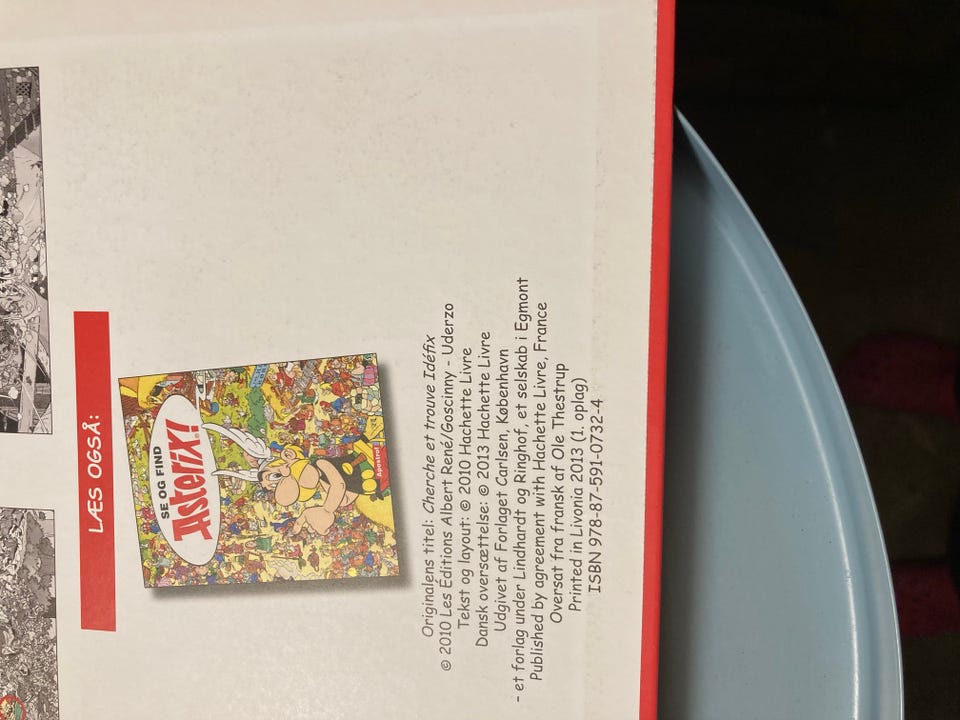 LÆS OGSÅ:
SE OG FIND
Asterix!
Apostrof
Originalens titel: Cherche et trouve Idéfix
© 2010 Les Éditions Albert René/Goscinny - Uderzo
Tekst og layout: © 2010 Hachette Livre
Dansk oversættelse: © 2013 Hachette Livre
Udgivet af Forlaget Carlsen, København
- et forlag under Lindhardt og Ringhof, et selskab i Egmont
Published by agreement with Hachette Livre, France
Oversat fra fransk af Ole Thestrup
Printed in Livonia 2013 (1. oplag)
ISBN 978-87-591-0732-4